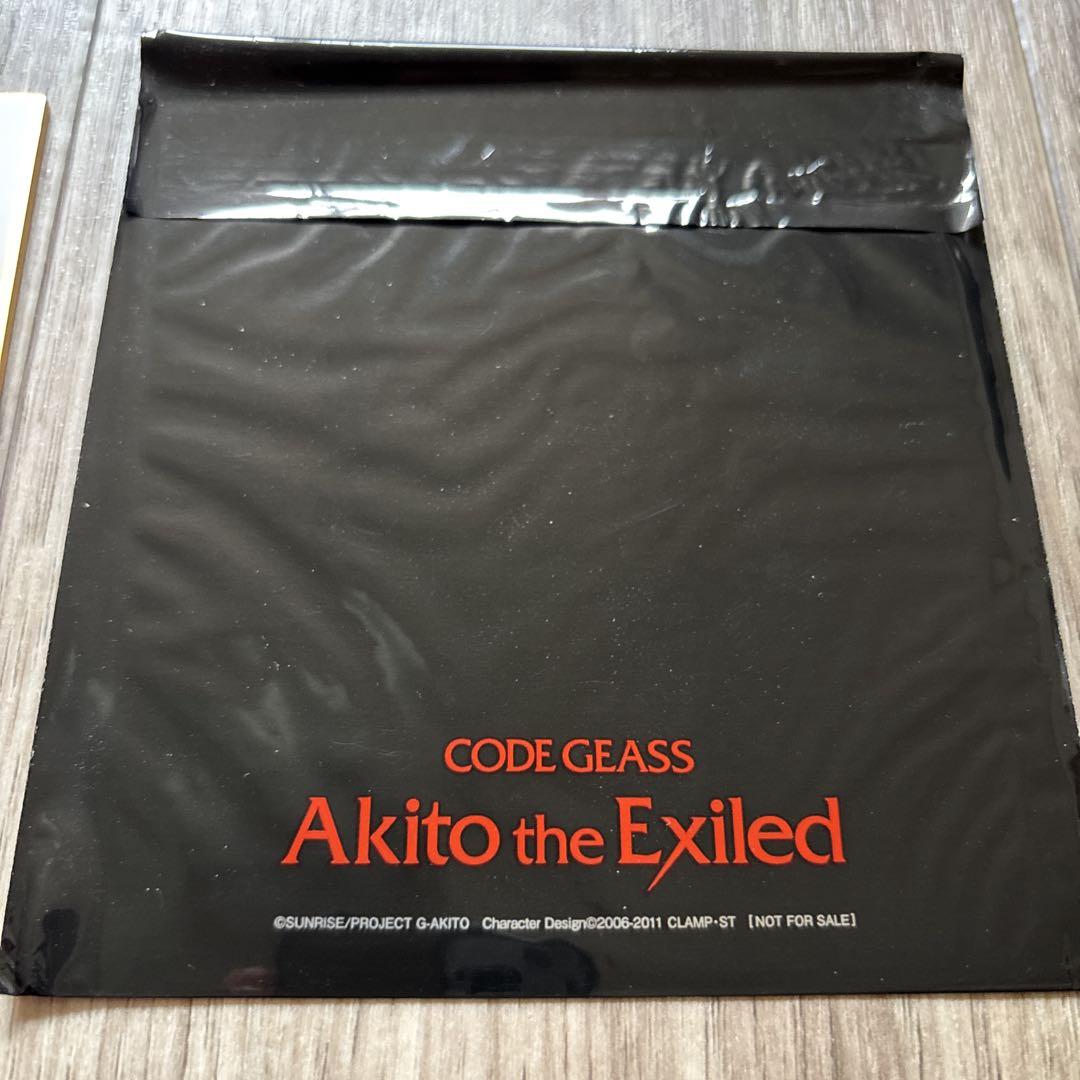 CODE GEASS
Akito the Exiled
©SUNRISE/PROJECT G-AKITO Character Design©2006-2011 CLAMP・ST [NOT FOR SALE]